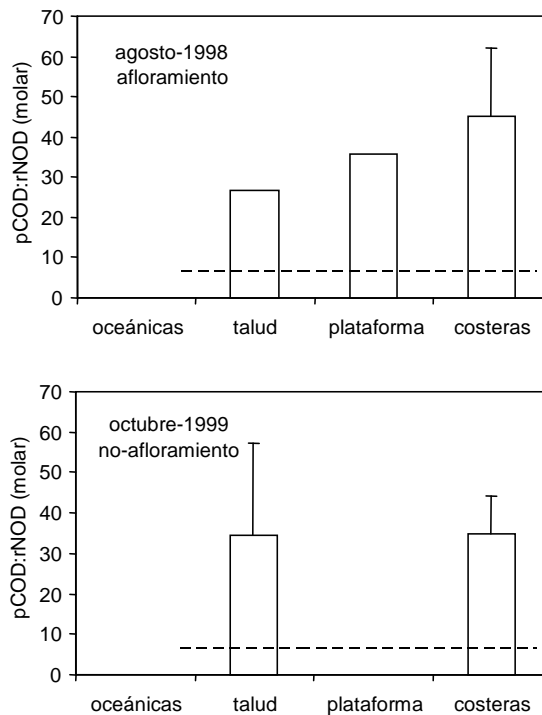 70
60
50
40
30
20
10
0
pCOD:rNOD (molar)
agosto-1998
afloramiento
oceánicas talud plataforma costeras
70
60
50
40
30
20
10
0
pCOD:rNOD (molar)
octubre-1999
no-afloramiento
oceánicas talud plataforma costeras